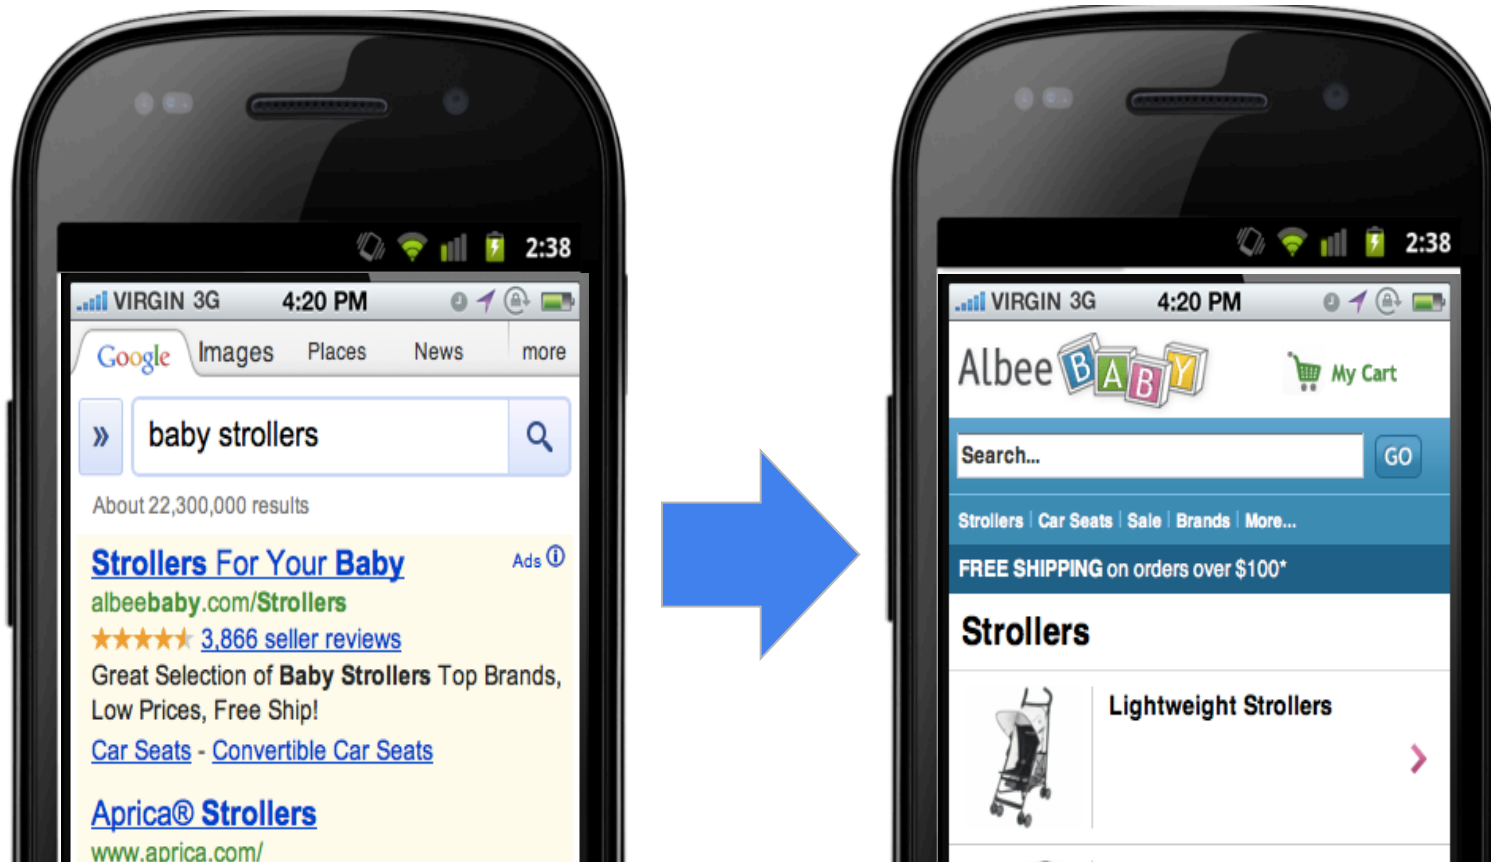 2:38
VIRGIN 3G 4:20 PM
Google Images Places News more
» baby strollers
About 22,300,000 results
Strollers For Your Baby Ads
albeebaby.com/Strollers
3,866 seller reviews
Great Selection of Baby Strollers Top Brands,
Low Prices, Free Ship!
Car Seats - Convertible Car Seats
Aprica® Strollers
www.aprica.com/
2:38
VIRGIN 3G 4:20 PM
Albee BABY My Cart
Search... GO
Strollers | Car Seats | Sale | Brands | More...
FREE SHIPPING on orders over $100*
Strollers
Lightweight Strollers